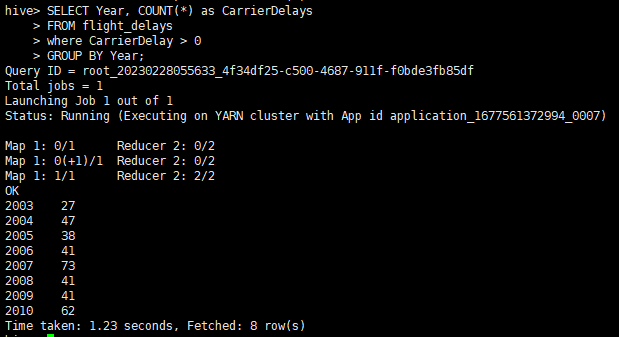 hive> SELECT Year, COUNT(*) as CarrierDelays
    > FROM flight_delays
    > where CarrierDelay > 0
    > GROUP BY Year;
Query ID = root_20230228055633_4f34df25-c500-4687-911f-f0bde3fb85df
Total jobs = 1
Launching Job 1 out of 1
Status: Running (Executing on YARN cluster with App id application_1677561372994_0007)

Map 1: 0/1      Reducer 2: 0/2
Map 1: 0(+1)/1  Reducer 2: 0/2
Map 1: 1/1      Reducer 2: 2/2
OK
2003    27
2004    47
2005    38
2006    41
2007    73
2008    41
2009    41
2010    62
Time taken: 1.23 seconds, Fetched: 8 row(s)